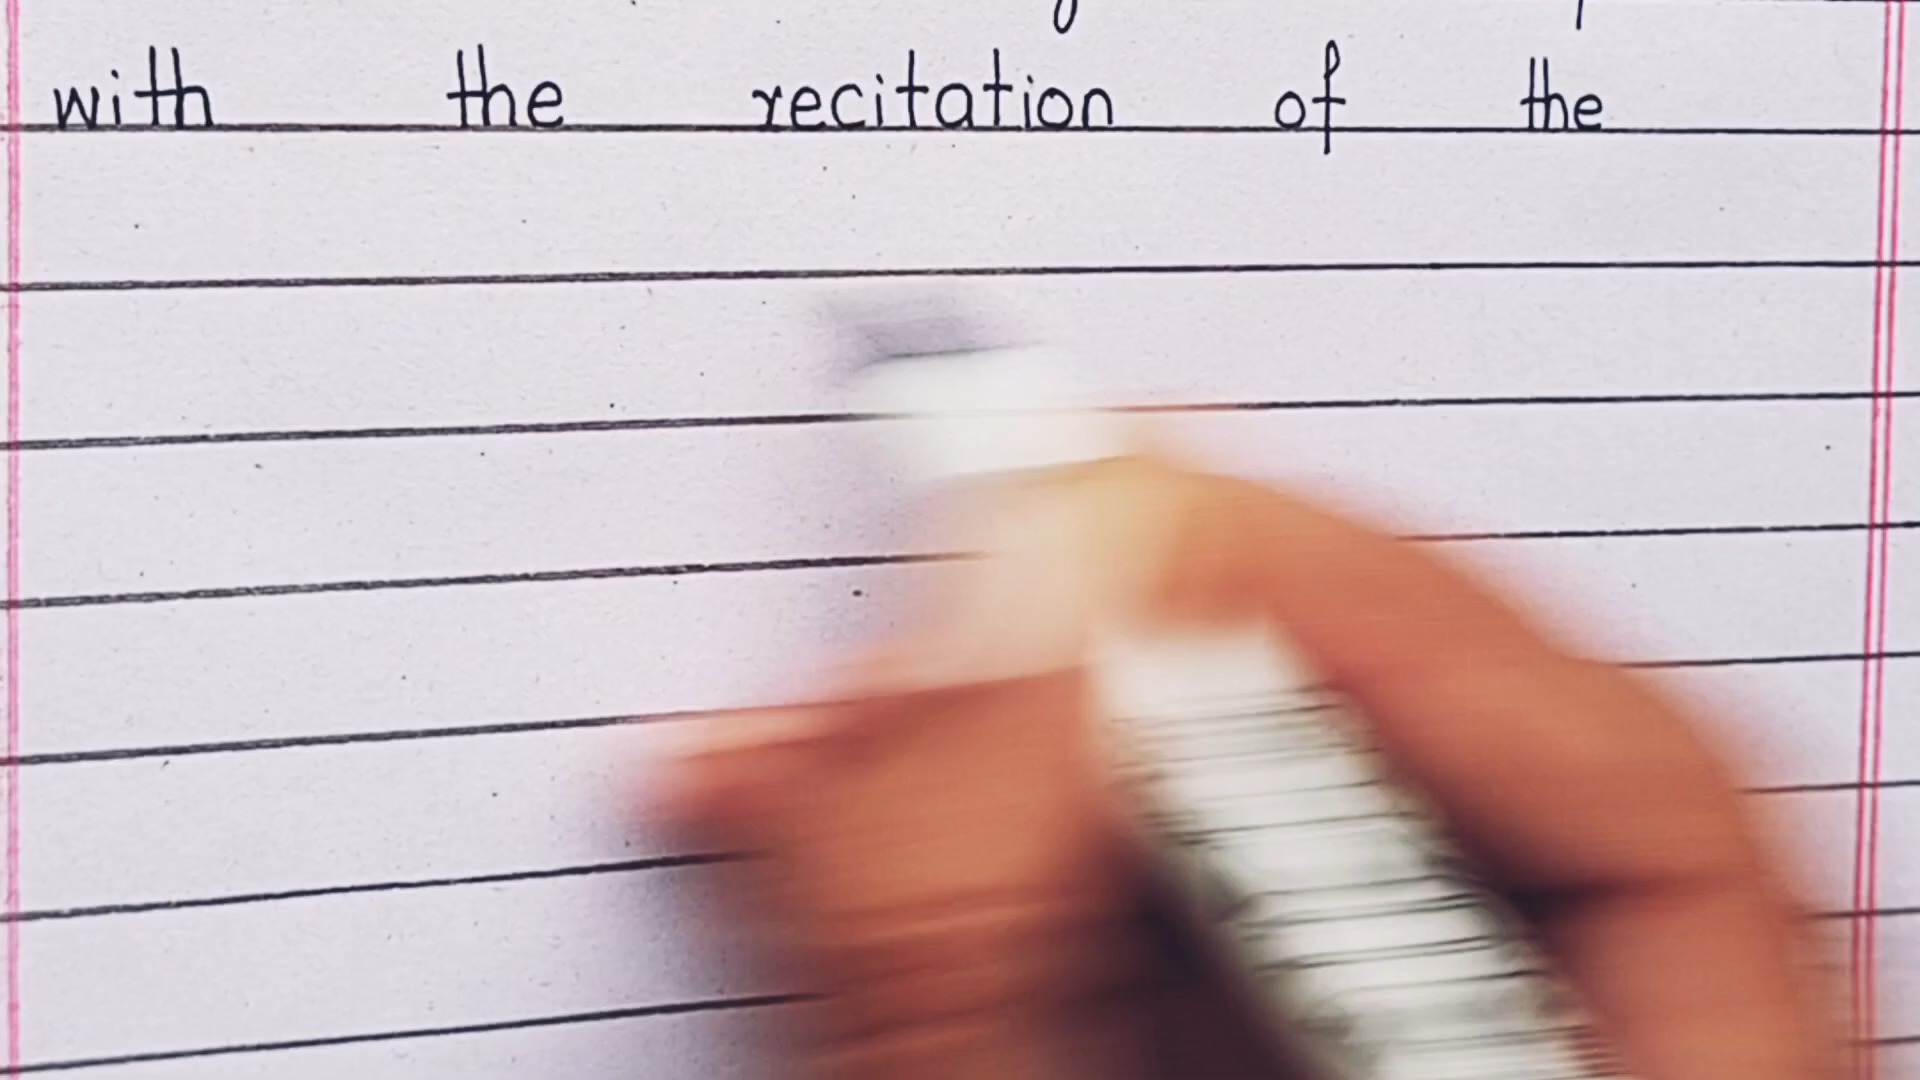 with the recitation of the